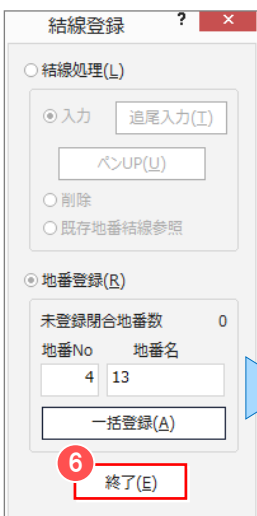 結線登録 ? ×
結線処理(L)
入力 追尾入力(T)
ペンUP(U)
削除
既存地番結線参照
地番登録(R)
未登録閉合地番数 0
地番No 地番名
4 13
一括登録(A)
6
終了(E)